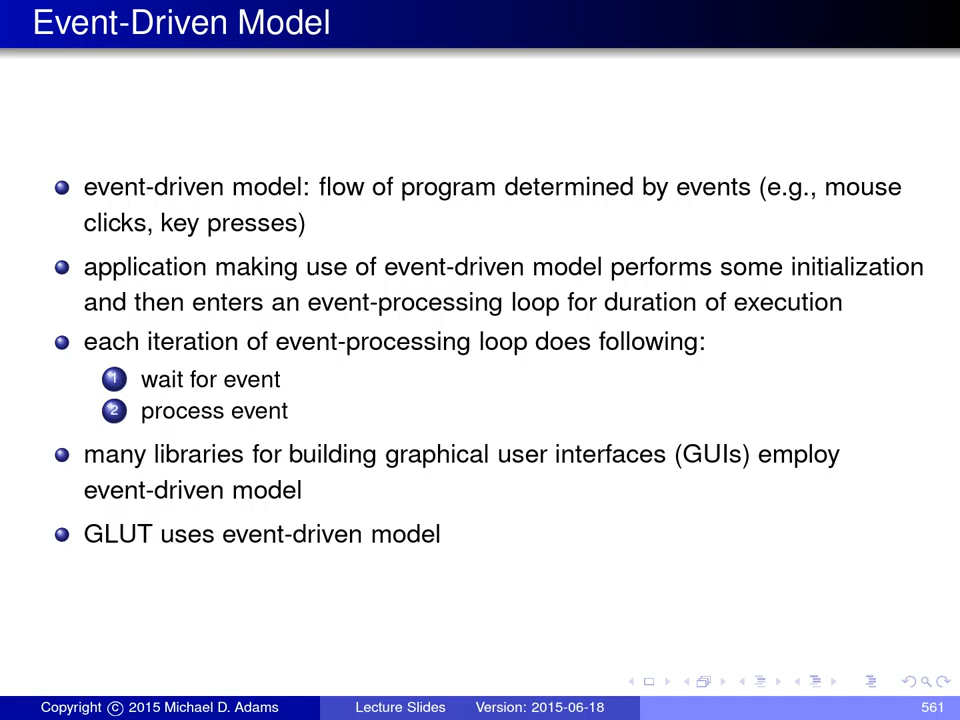 Event-Driven Model
event-driven model: flow of program determined by events (e.g., mouse
clicks, key presses)
application making use of event-driven model performs some initialization
and then enters an event-processing loop for duration of execution
each iteration of event-processing loop does following:
1 wait for event
2 process event
many libraries for building graphical user interfaces (GUIs) employ
event-driven model
GLUT uses event-driven model
Copyright © 2015 Michael D. Adams Lecture Slides Version: 2015-06-18 561